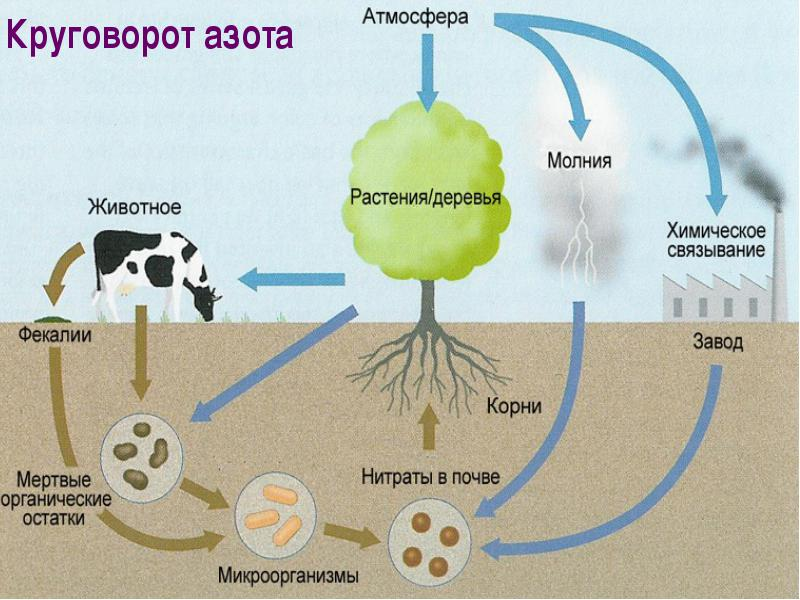 Круговорот азота
Атмосфера
Молния
Растения/деревья
Животное
Химическое
связывание
Фекалии
Завод
Корни
Мертвые
органические
остатки
Нитраты в почве
Микроорганизмы